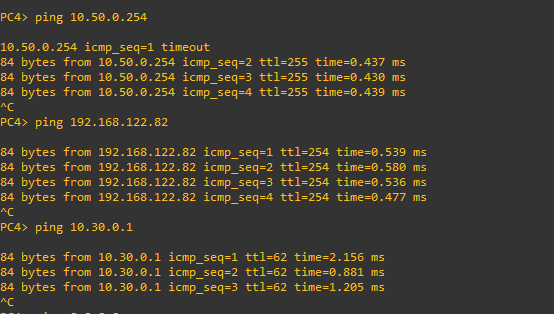 PC4> ping 10.50.0.254
10.50.0.254 icmp_seq=1 timeout
84 bytes from 10.50.0.254 icmp_seq=2 ttl=255 time=0.437 ms
84 bytes from 10.50.0.254 icmp_seq=3 ttl=255 time=0.430 ms
84 bytes from 10.50.0.254 icmp_seq=4 ttl=255 time=0.439 ms
^C
PC4> ping 192.168.122.82
84 bytes from 192.168.122.82 icmp_seq=1 ttl=254 time=0.539 ms
84 bytes from 192.168.122.82 icmp_seq=2 ttl=254 time=0.580 ms
84 bytes from 192.168.122.82 icmp_seq=3 ttl=254 time=0.536 ms
84 bytes from 192.168.122.82 icmp_seq=4 ttl=254 time=0.477 ms
^C
PC4> ping 10.30.0.1
84 bytes from 10.30.0.1 icmp_seq=1 ttl=62 time=2.156 ms
84 bytes from 10.30.0.1 icmp_seq=2 ttl=62 time=0.881 ms
84 bytes from 10.30.0.1 icmp_seq=3 ttl=62 time=1.205 ms
^C